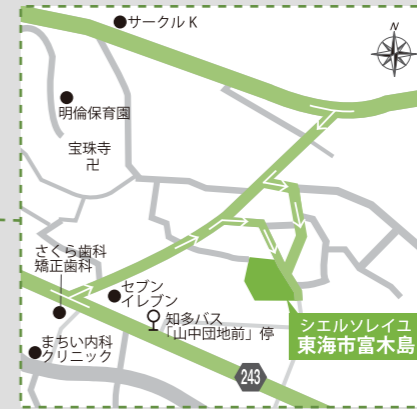 サークル K
N
明倫保育園
宝珠寺
卍
さくら歯科
矯正歯科
セブン
イレブン
知多バス
「山中団地前」停
まちい内科
クリニック
243
シエルソレイユ
東海市富木島